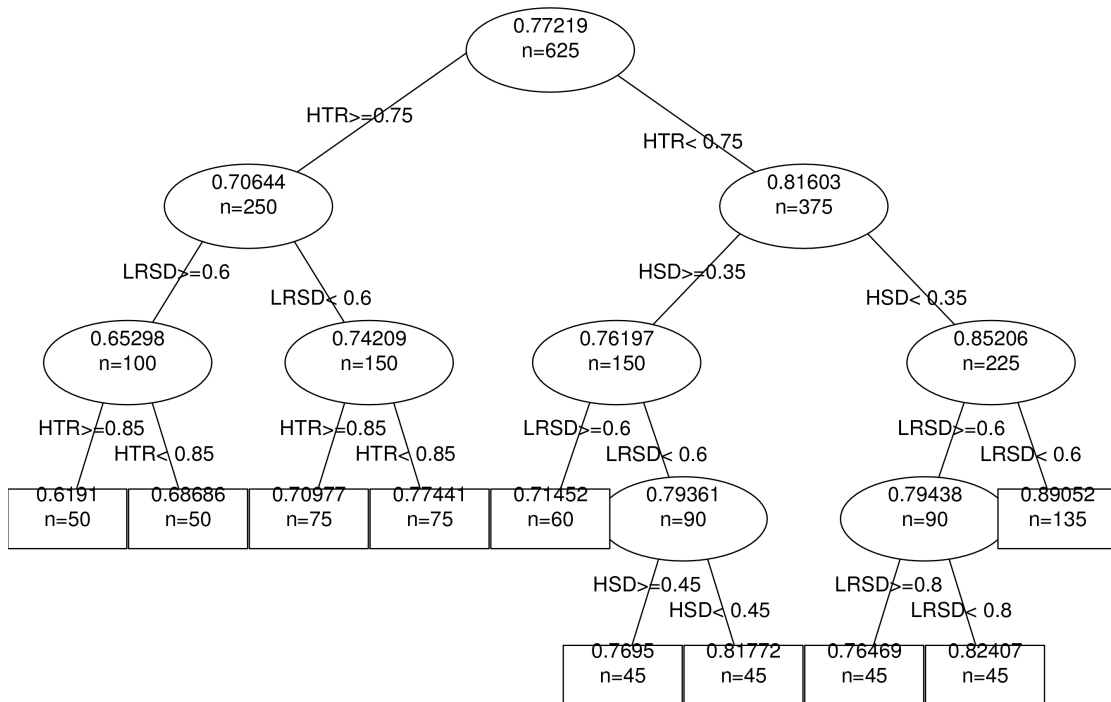 0.77219
n=625
HTR>=0.75
HTR< 0.75
0.70644
n=250
0.81603
n=375
LRSD>=0.6
LRSD< 0.6
HSD>=0.35
HSD< 0.35
0.65298
n=100
0.74209
n=150
0.76197
n=150
0.85206
n=225
HTR>=0.85
HTR< 0.85
HTR>=0.85
HTR< 0.85
LRSD>=0.6
LRSD< 0.6
LRSD>=0.6
LRSD< 0.6
0.6191
n=50
0.68686
n=50
0.70977
n=75
0.77441
n=75
0.71452
n=60
0.79361
n=90
0.79438
n=90
0.89052
n=135
HSD>=0.45
HSD< 0.45
LRSD>=0.8
LRSD< 0.8
0.7695
n=45
0.81772
n=45
0.76469
n=45
0.82407
n=45